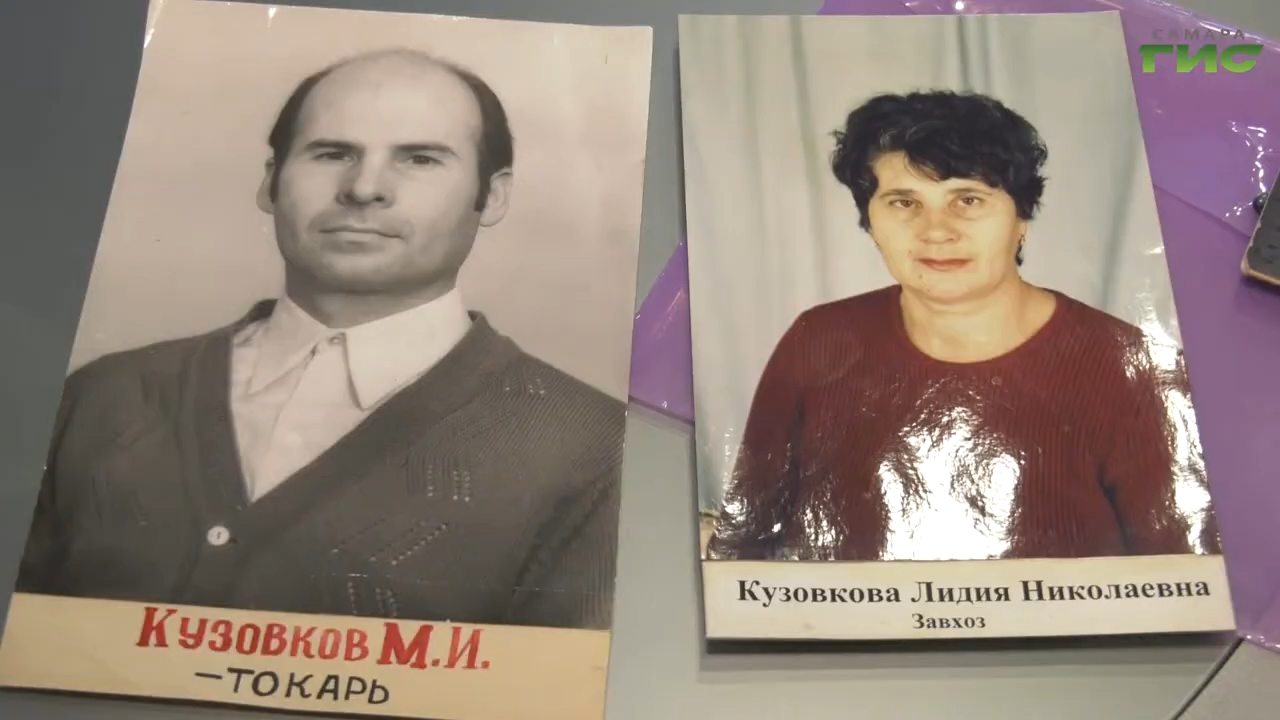 САМАРА
ГИС
Кузовков М.И.
-ТОКАРЬ
Кузовкова Лидия Николаевна
Завхоз